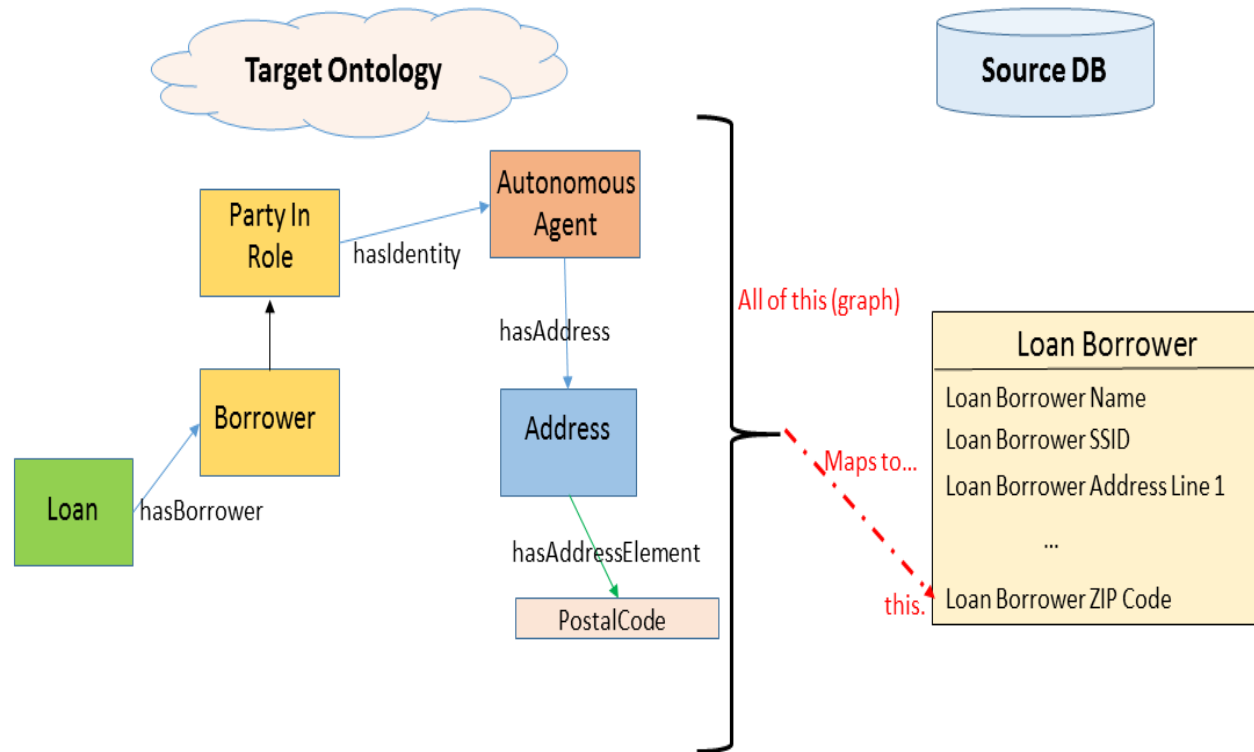 Target Ontology
Source DB
Autonomous
Agent
Party In
Role
hasIdentity
All of this (graph)
hasAddress
Loan Borrower
Loan Borrower Name
Borrower
Address
Loan Borrower SSID
Maps to...
Loan Borrower Address Line 1
Loan
hasBorrower
...
hasAddressElement
this.
Loan Borrower ZIP Code
PostalCode